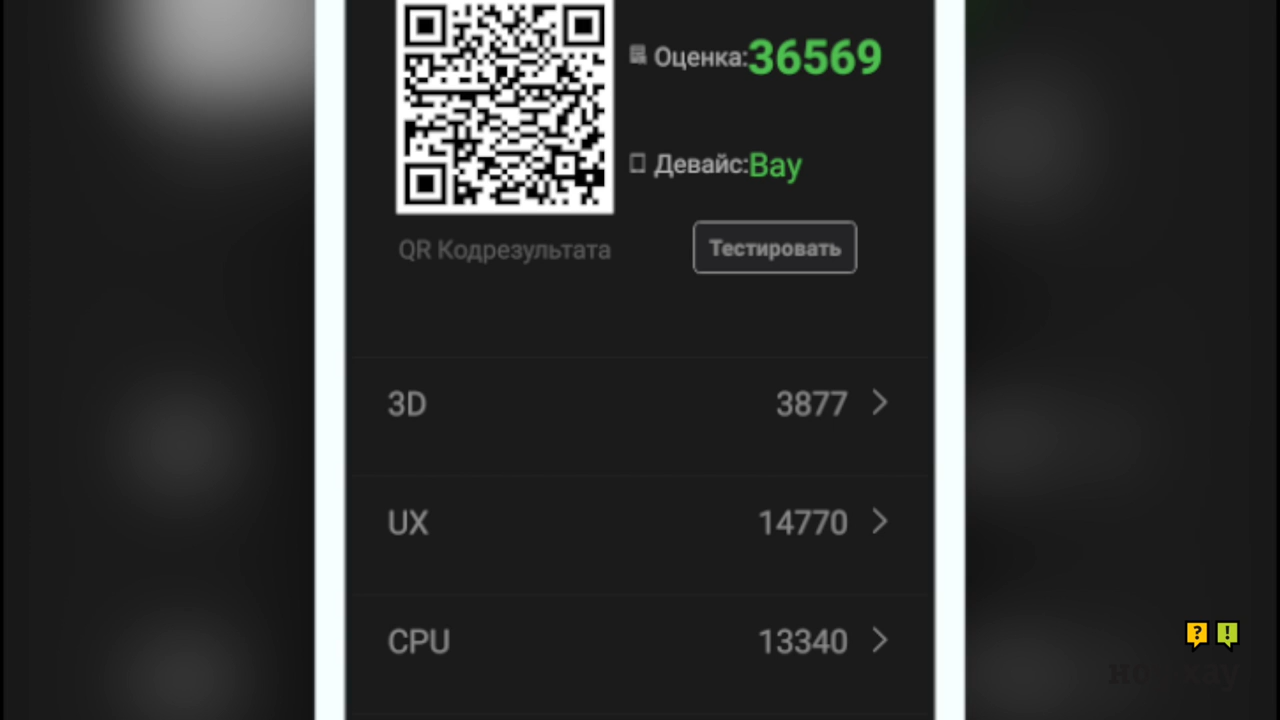 Оценка:36569
Девайс:Bay
QR Кодрезультата
Тестировать
3D 3877
UX 14770
CPU 13340
? !